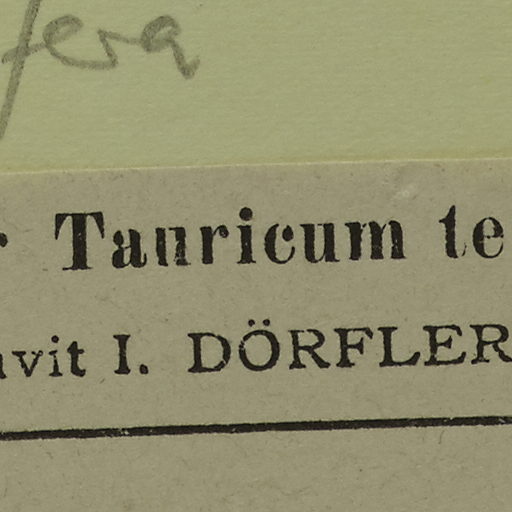 fera
r Tauricum te
avit I. DÖRFLER